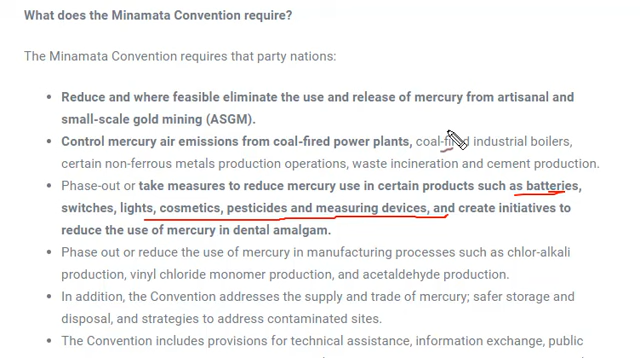 What does the Minamata Convention require?
The Minamata Convention requires that party nations:
• Reduce and where feasible eliminate the use and release of mercury from artisanal and
small-scale gold mining (ASGM).
• Control mercury air emissions from coal-fired power plants, coal-fired industrial boilers,
certain non-ferrous metals production operations, waste incineration and cement production.
• Phase-out or take measures to reduce mercury use in certain products such as batteries,
switches, lights, cosmetics, pesticides and measuring devices, and create initiatives to
reduce the use of mercury in dental amalgam.
• Phase out or reduce the use of mercury in manufacturing processes such as chlor-alkali
production, vinyl chloride monomer production, and acetaldehyde production.
• In addition, the Convention addresses the supply and trade of mercury; safer storage and
disposal, and strategies to address contaminated sites.
• The Convention includes provisions for technical assistance, information exchange, public